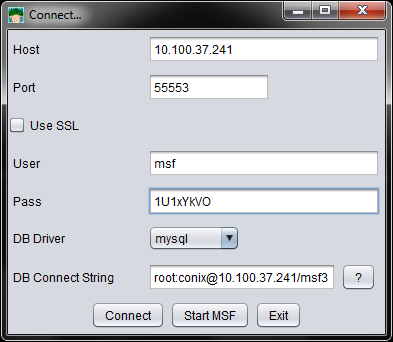 Connect...
Host 10.100.37.241
Port 55553
Use SSL
User msf
Pass 1U1xYkVO
DB Driver mysql
DB Connect String root:conix@10.100.37.241/msf3 ?
Connect Start MSF Exit